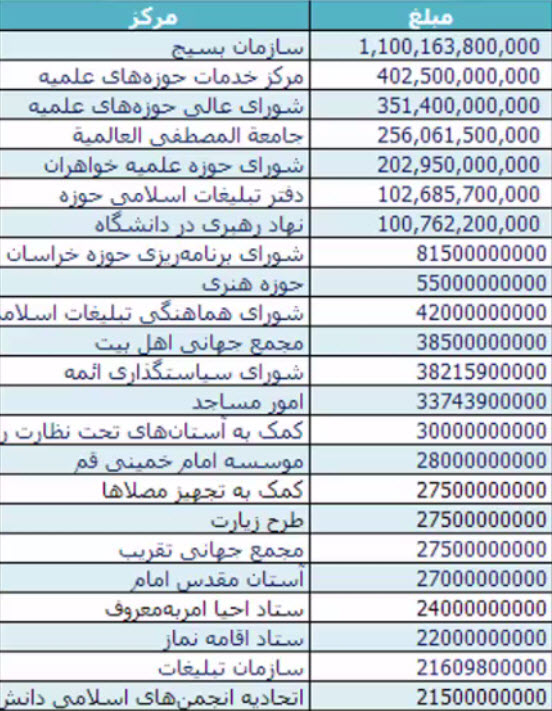 مرکز مبلغ
سازمان بسیج 1,100,163,800,000
مرکز خدمات حوزه‌های علمیه 402,500,000,000
شورای عالی حوزه‌های علمیه 351,400,000,000
جامعة المصطفی العالمیة 256,061,500,000
شورای حوزه علمیه خواهران 202,950,000,000
دفتر تبلیغات اسلامی حوزه 102,685,700,000
نهاد رهبری در دانشگاه 100,762,200,000
شورای برنامه‌ریزی حوزه خراسان 81500000000
حوزه هنری 55000000000
شورای هماهنگی تبلیغات اسلامی 42000000000
مجمع جهانی اهل بیت 38500000000
شورای سیاستگذاری ائمه 38215900000
امور مساجد 33743900000
کمک به آستان‌های تحت نظارت ر 30000000000
موسسه امام خمینی قم 28000000000
کمک به تجهیز مصلاها 27500000000
طرح زیارت 27500000000
مجمع جهانی تقریب 27500000000
آستان مقدس امام 27000000000
ستاد احیا امربه‌معروف 24000000000
ستاد اقامه نماز 22000000000
سازمان تبلیغات 21609800000
اتحادیه انجمن‌های اسلامی دانش 21500000000